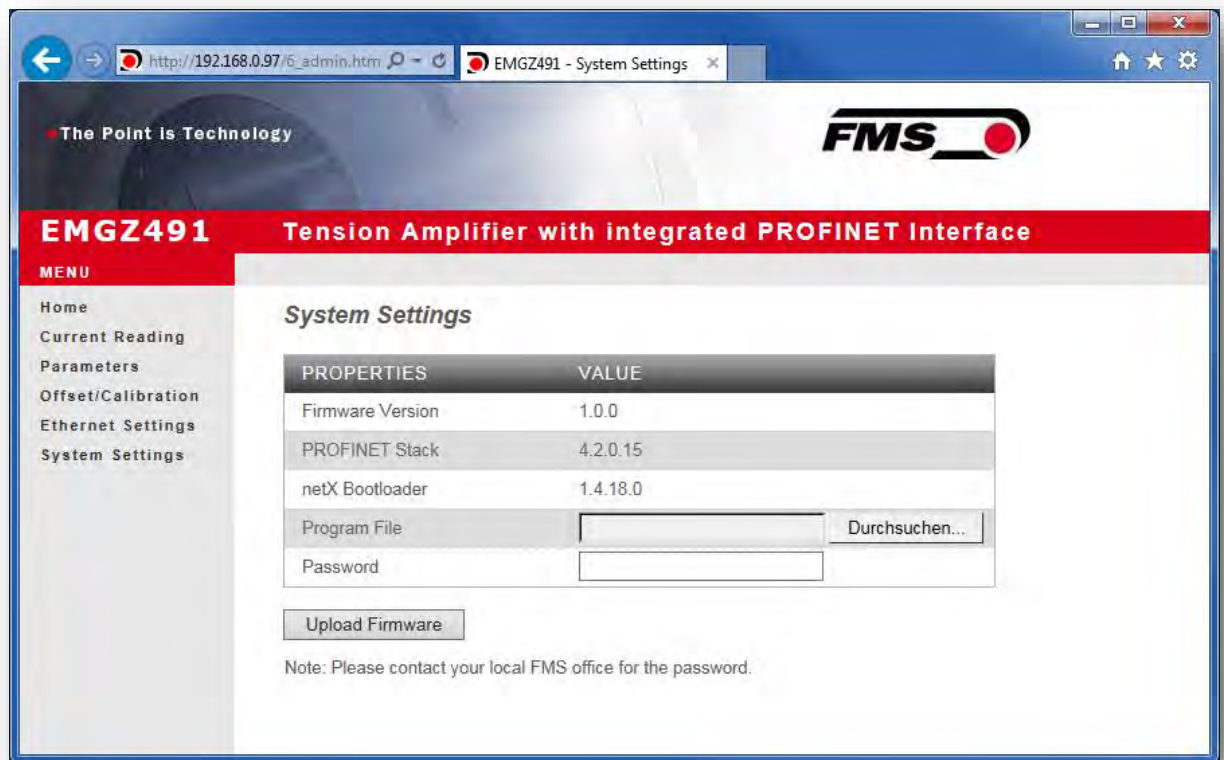 http://192.168.0.97/6_admin.htm
EMGZ491 - System Settings
The Point is Technology
FMS
EMGZ491 Tension Amplifier with integrated PROFINET Interface
MENU
Home
Current Reading
Parameters
Offset/Calibration
Ethernet Settings
System Settings
System Settings
PROPERTIES VALUE
Firmware Version 1.0.0
PROFINET Stack 4.2.0.15
netX Bootloader 1.4.18.0
Program File Durchsuchen...
Password
Upload Firmware
Note: Please contact your local FMS office for the password.